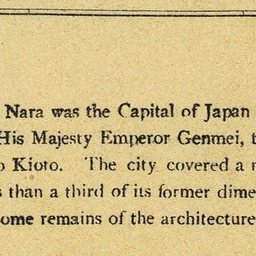 Nara was the Capital of Japan
His Majesty Emperor Genmei,
o Kioto. The city covered a
than a third of its former dime
ome remains of the architecture